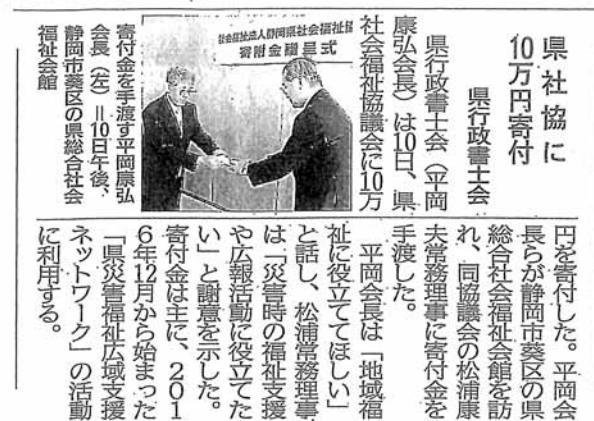 県社協に
10万円寄付
県行政書士会
県行政書士会（平岡
康弘会長）は10日、県
社会福祉協議会に10万
円を寄付した。平岡会
長らが静岡市葵区の県
総合社会福祉会館を訪
れ、同協議会の松浦康
夫常務理事に寄付金を
手渡した。
平岡会長は「地域福
祉に役立ててほしい」
と話し、松浦常務理事
は「災害時の福祉支援
や広報活動に役立てた
い」と謝意を示した。
寄付金は主に、201
6年12月から始まった
「県災害福祉広域支援
ネットワーク」の活動
に利用する。
社会福祉法人静岡県社会福祉協
寄附金贈呈式
寄付金を手渡す平岡康弘
会長（左）＝10日午後、
静岡市葵区の県総合社会
福祉会館